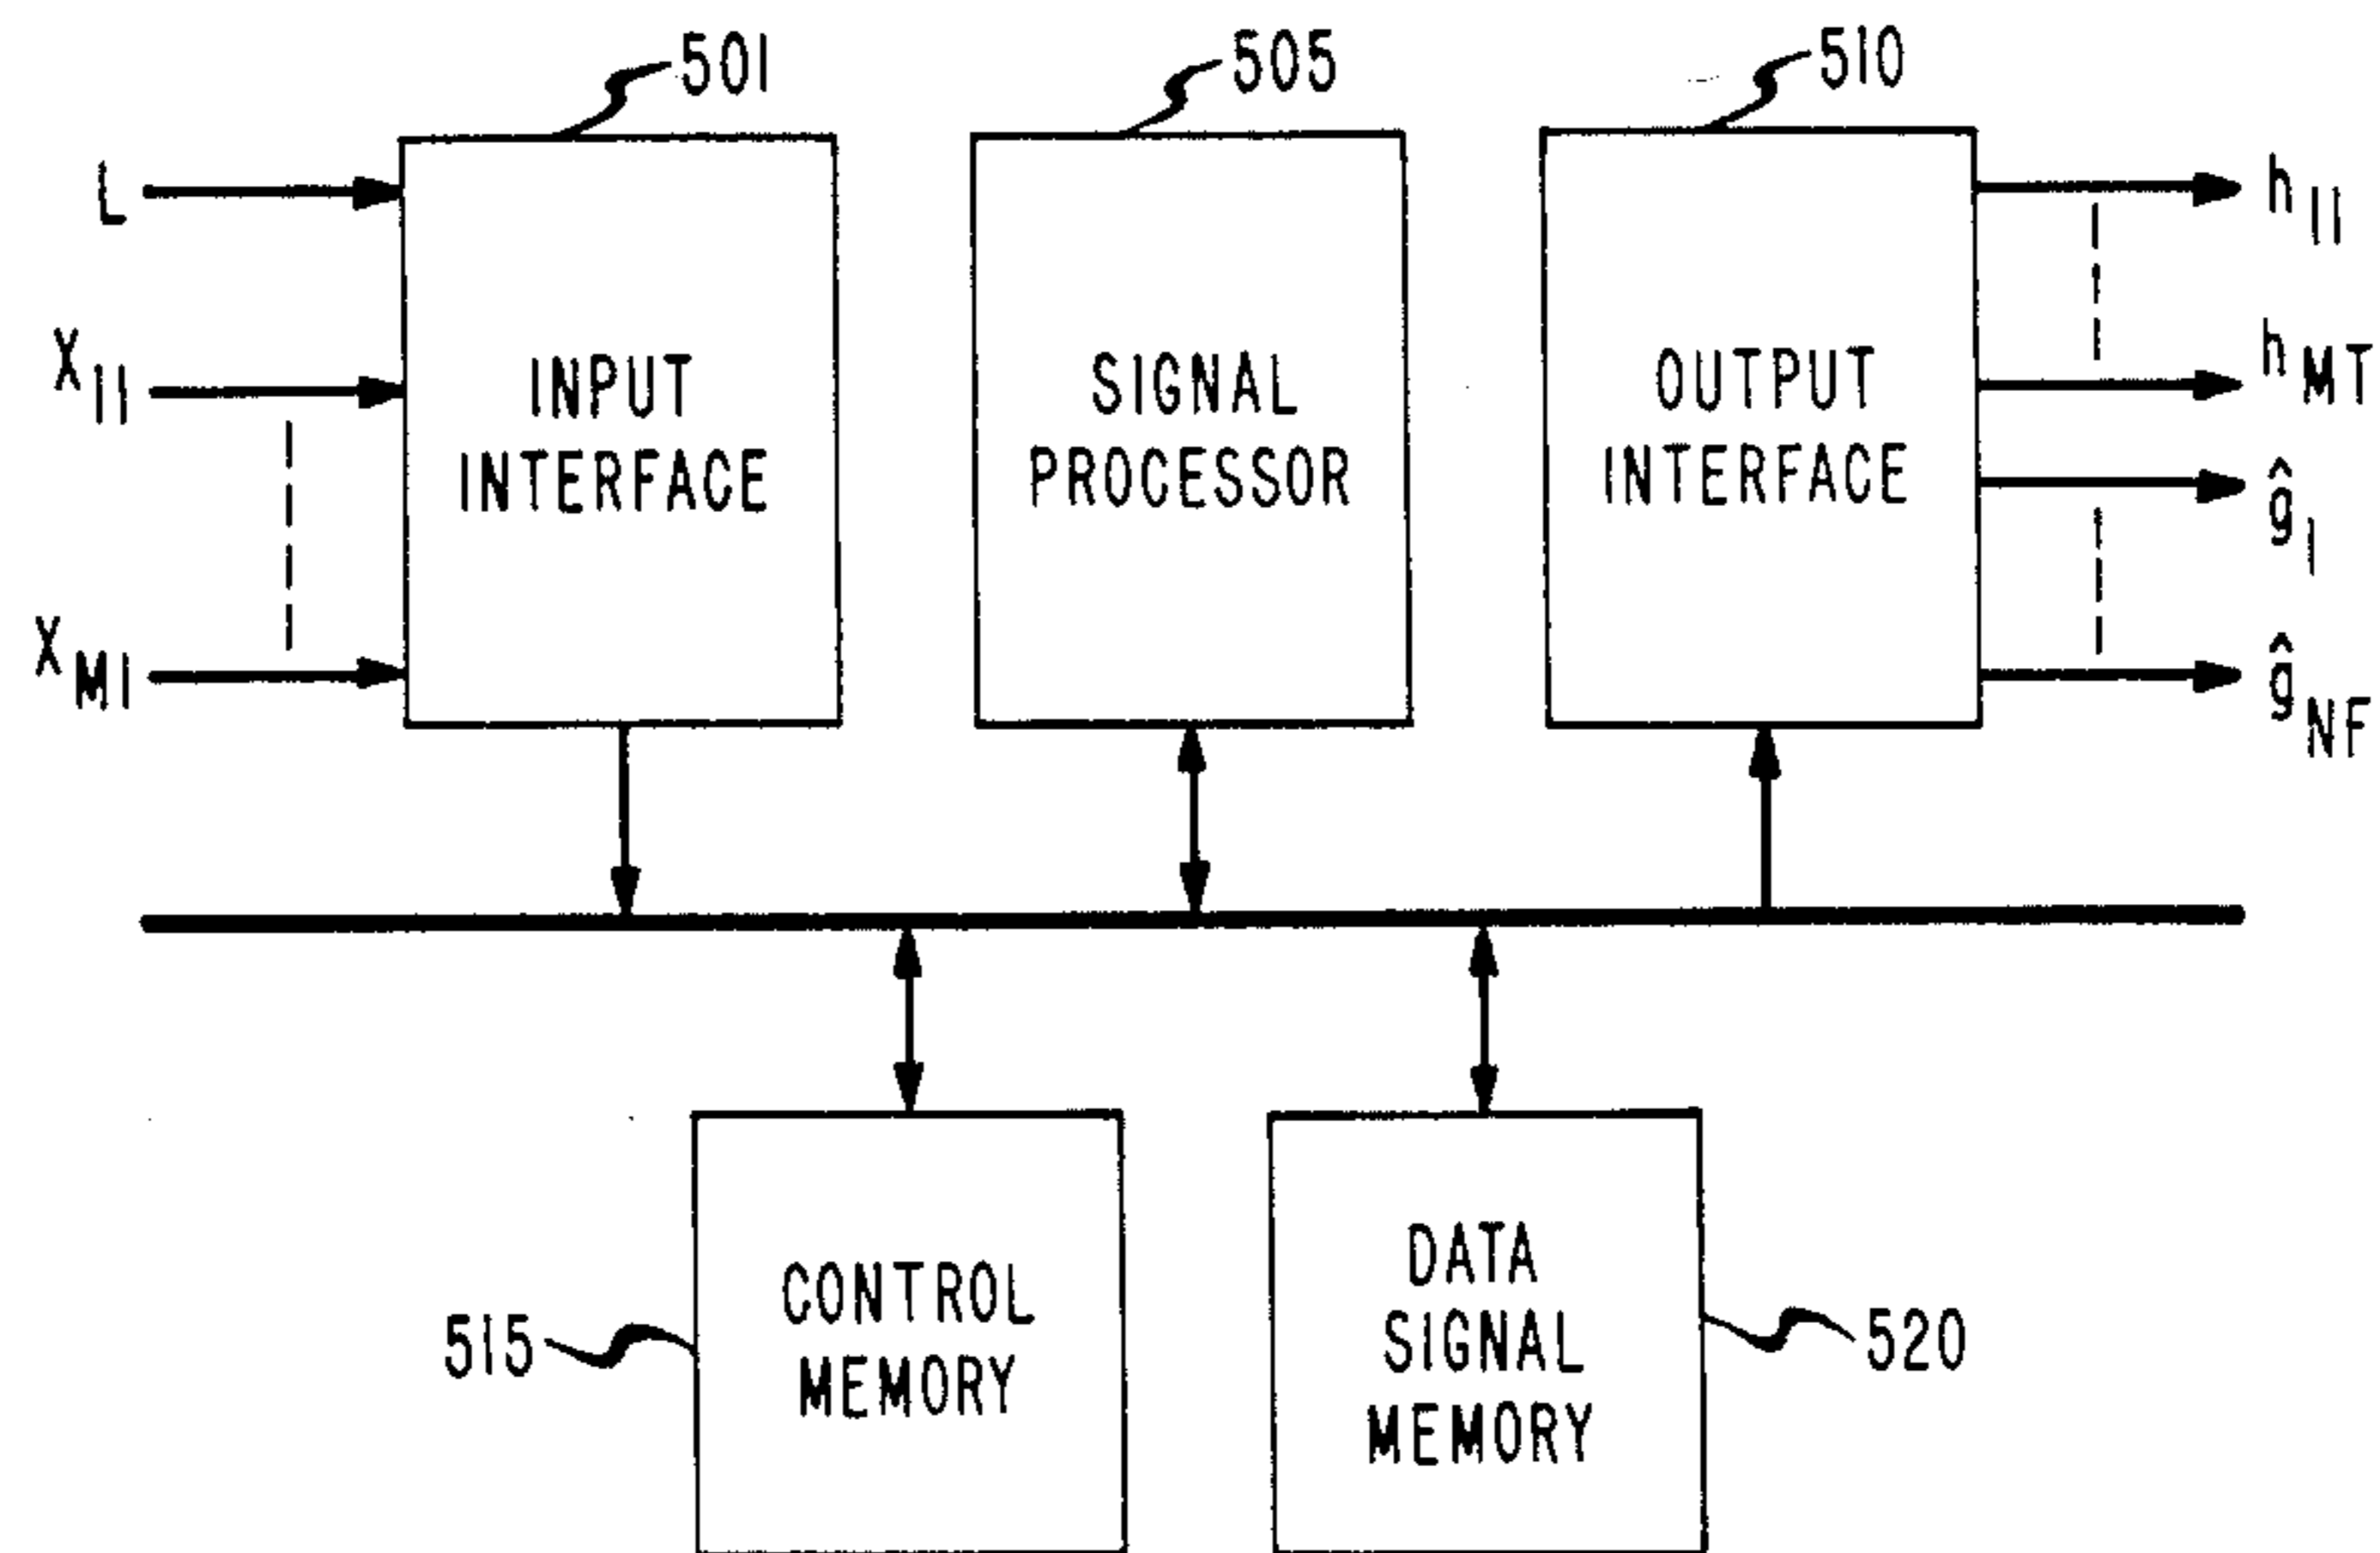 501
505
510
L
X11
XM1
INPUT
INTERFACE
SIGNAL
PROCESSOR
OUTPUT
INTERFACE
h11
hMT
ĝ1
ĝNF
515
CONTROL
MEMORY
DATA
SIGNAL
MEMORY
520